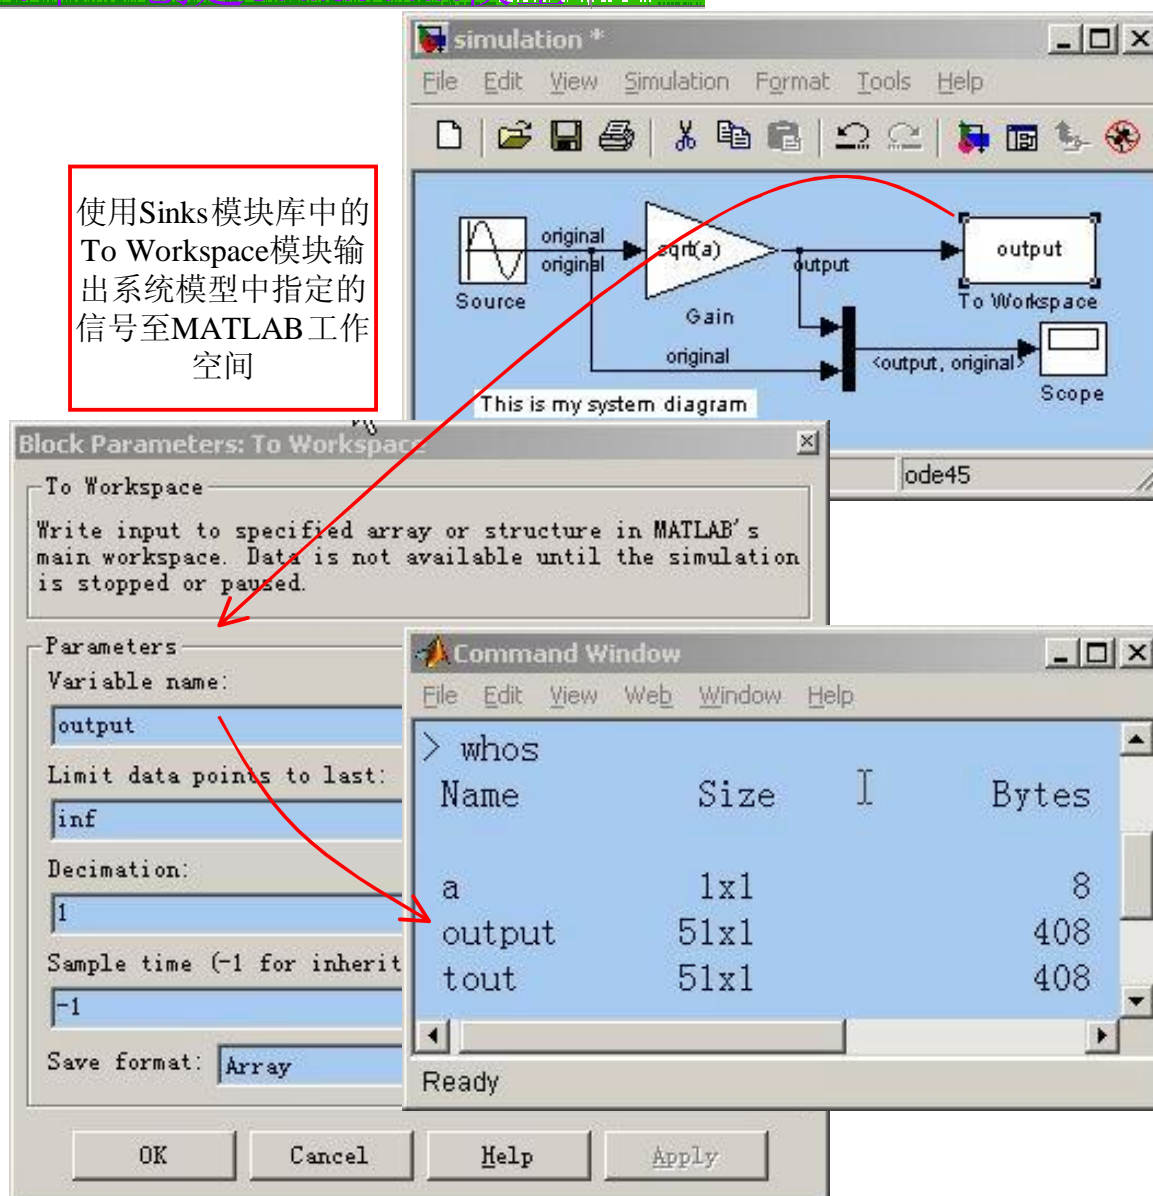 simulation *
File Edit View Simulation Format Tools Help
使用Sinks模块库中的
To Workspace模块输
出系统模型中指定的
信号至MATLAB工作
空间
original
original
sqrt(a)
output
output
Source
Gain
To Workspace
original
<output, original>
Scope
This is my system diagram
ode45
Block Parameters: To Workspace
To Workspace
Write input to specified array or structure in MATLAB's
main workspace. Data is not available until the simulation
is stopped or paused.
Parameters
Variable name:
output
Limit data points to last:
inf
Decimation:
1
Sample time (-1 for inherit
-1
Save format: Array
OK Cancel Help Apply
Command Window
File Edit View Web Window Help
> whos
Name Size Bytes
a 1x1 8
output 51x1 408
tout 51x1 408
Ready